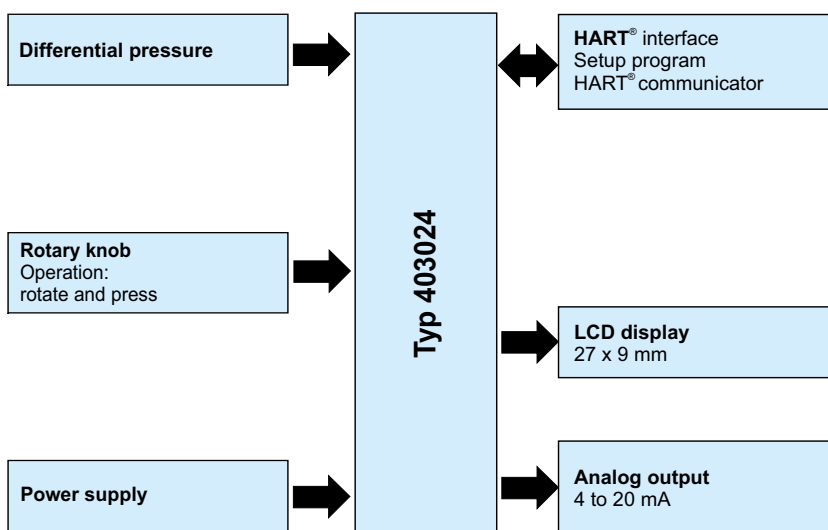 Differential pressure
HART® interface
Setup program
HART® communicator
Typ 403024
Rotary knob
Operation:
rotate and press
LCD display
27 x 9 mm
Power supply
Analog output
4 to 20 mA